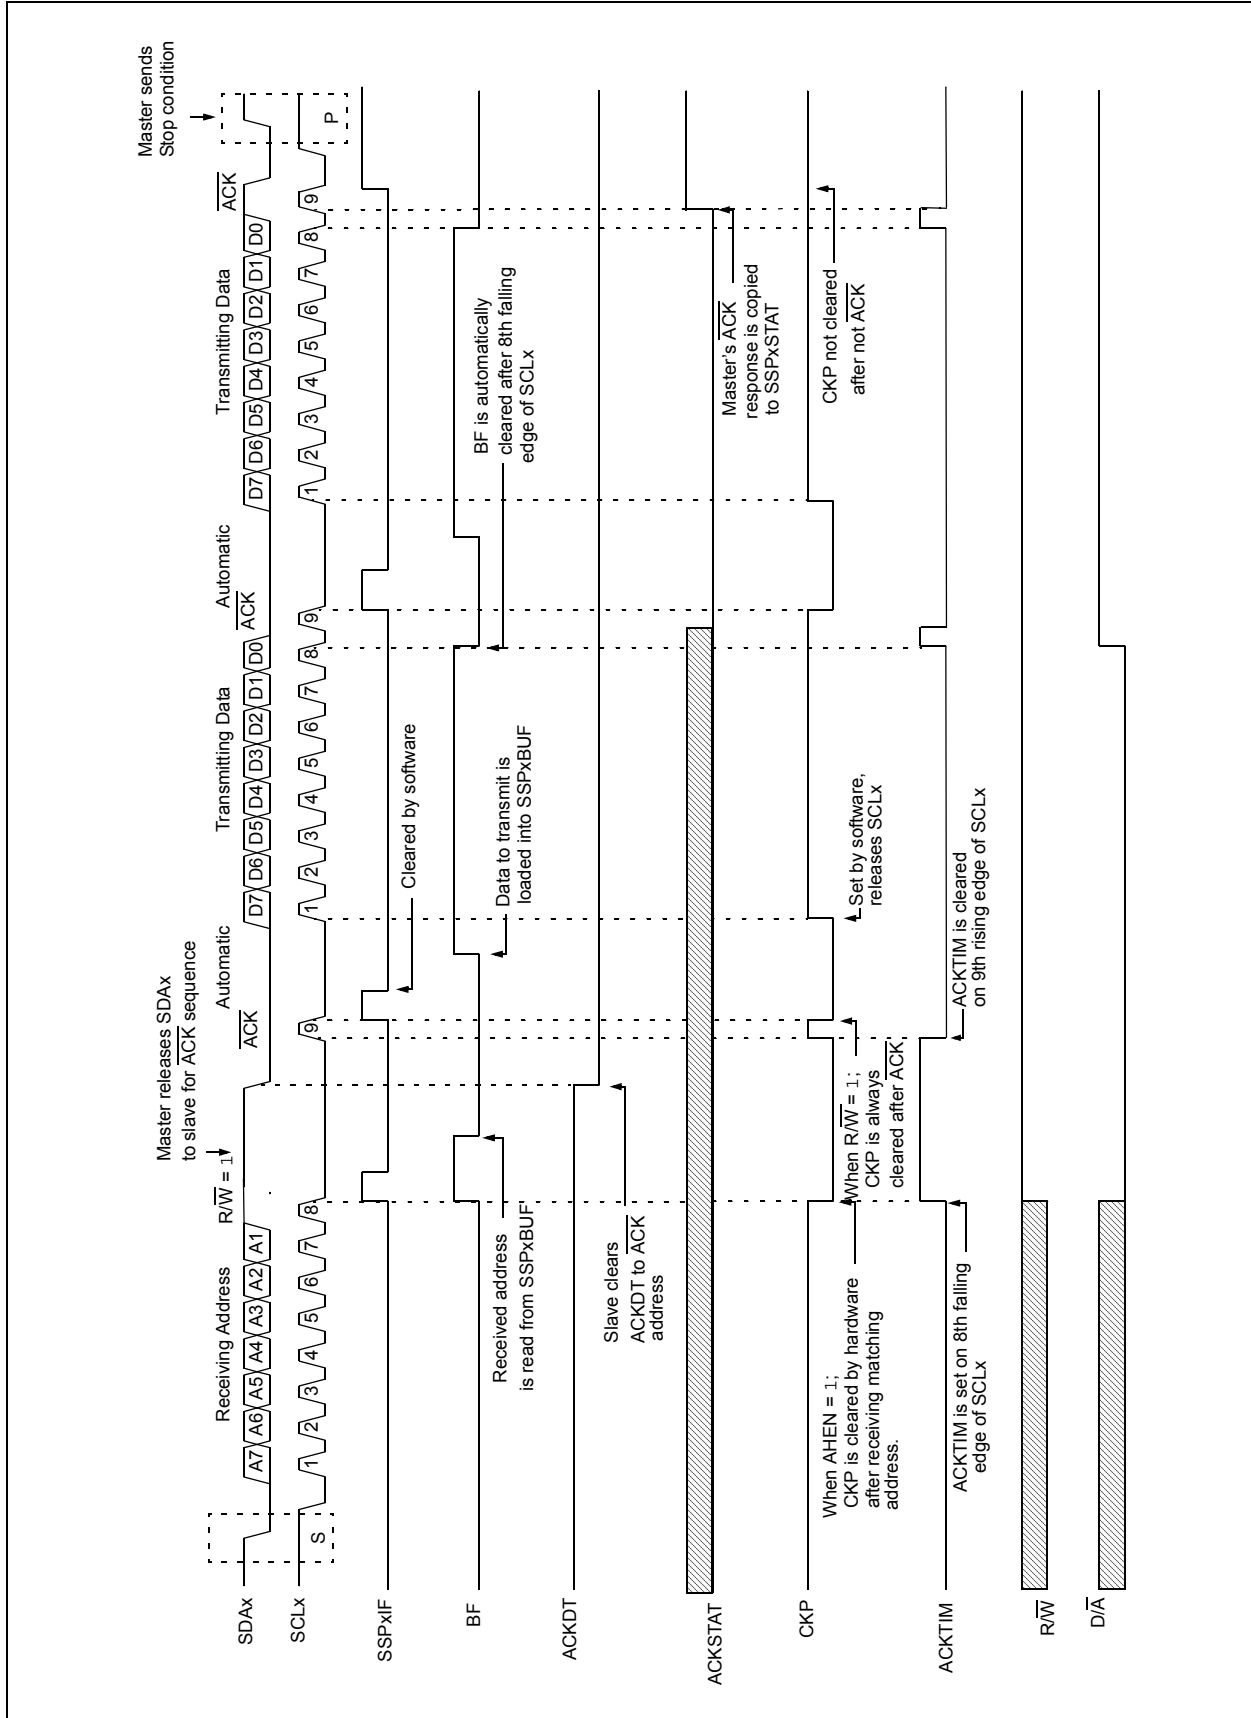 Master releases SDAx
to slave for ACK sequence
Master sends
Stop condition
Receiving Address
R/W = 1
ACK
Automatic
Transmitting Data
ACK
Automatic
Transmitting Data
ACK
SDAx
A7 A6 A5 A4 A3 A2 A1
D7 D6 D5 D4 D3 D2 D1 D0
D7 D6 D5 D4 D3 D2 D1 D0
SCLx
S
1 2 3 4 5 6 7 8 9
1 2 3 4 5 6 7 8 9
1 2 3 4 5 6 7 8 9
P
SSPxIF
Cleared by software
BF
Received address
is read from SSPxBUF
Data to transmit is
loaded into SSPxBUF
BF is automatically
cleared after 8th falling
edge of SCLx
ACKDT
Slave clears
ACKDT to ACK
address
ACKSTAT
Master's ACK
response is copied
to SSPxSTAT
CKP
When AHEN = 1;
CKP is cleared by hardware
after receiving matching
address.
When R/W = 1;
CKP is always
cleared after ACK
Set by software,
releases SCLx
CKP not cleared
after not ACK
ACKTIM
ACKTIM is set on 8th falling
edge of SCLx
ACKTIM is cleared
on 9th rising edge of SCLx
R/W
D/A